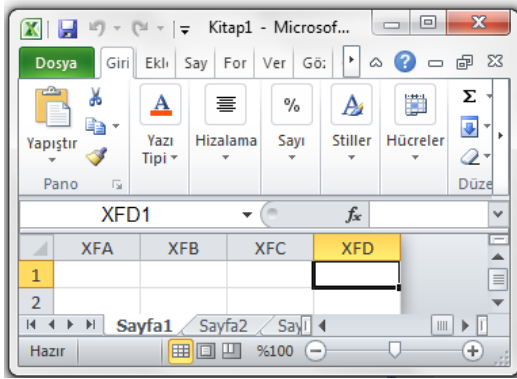 Kitap1 - Microsof...
Dosya Giri Ekl Say For Ver Gö:
Yapıştır
Yazı Tipi
Hizalama
%
Sayı
Stiller
Hücreler
Σ
Pano
Düze
XFD1 fx
XFA XFB XFC XFD
1
2
Sayfa1 Sayfa2 Say
Hazır %100